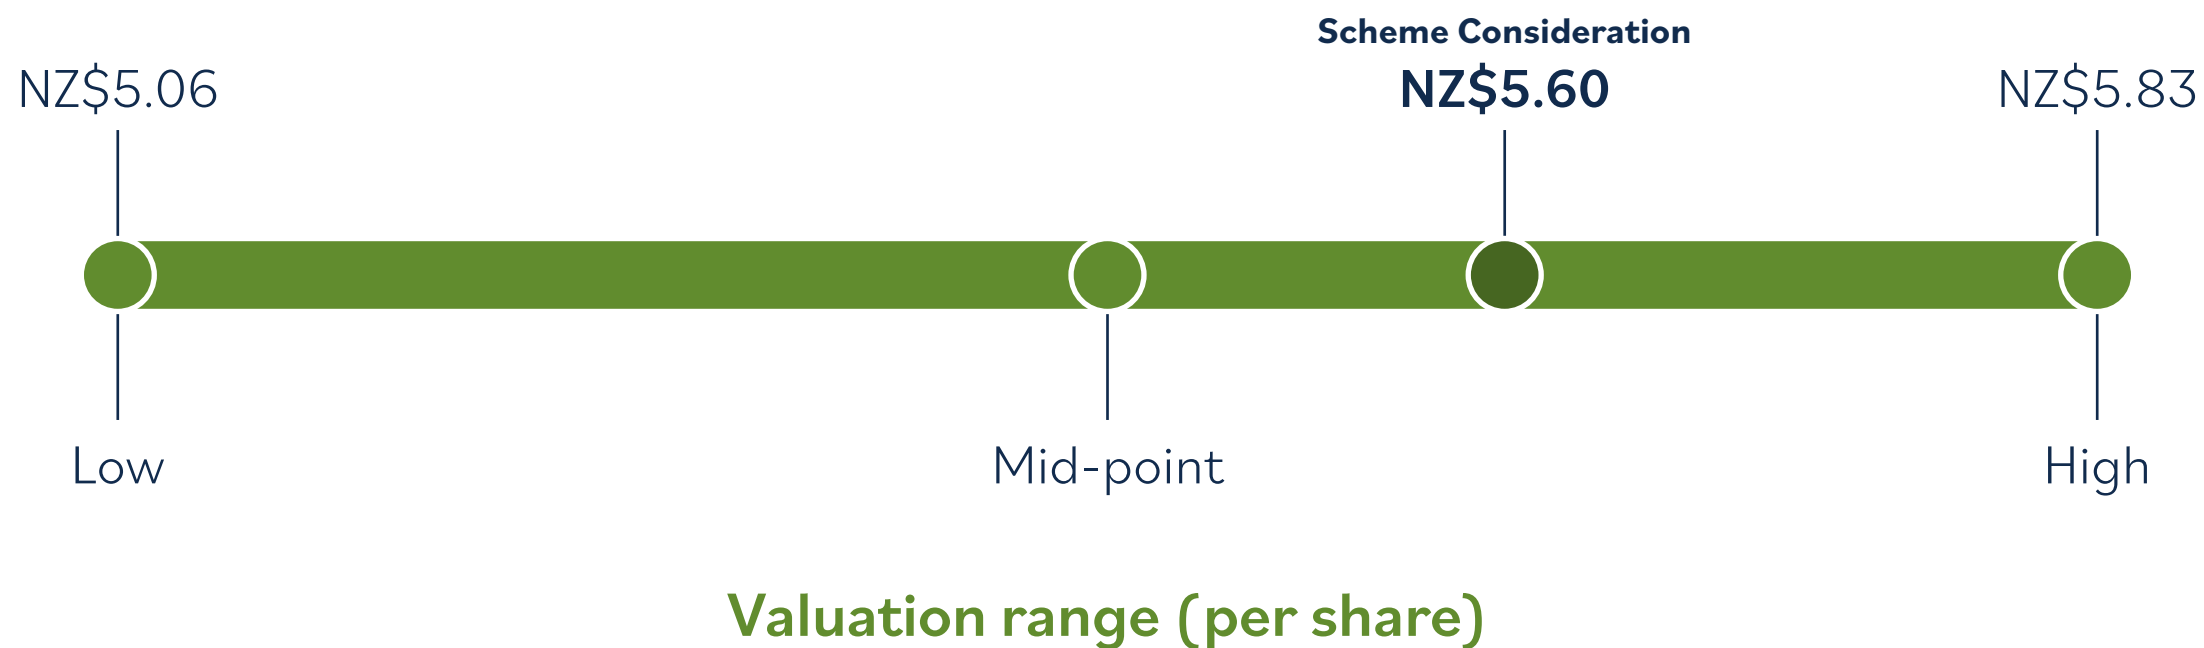 Scheme Consideration
NZ$5.06
NZ$5.60
NZ$5.83
Low
Mid-point
High
Valuation range (per share)